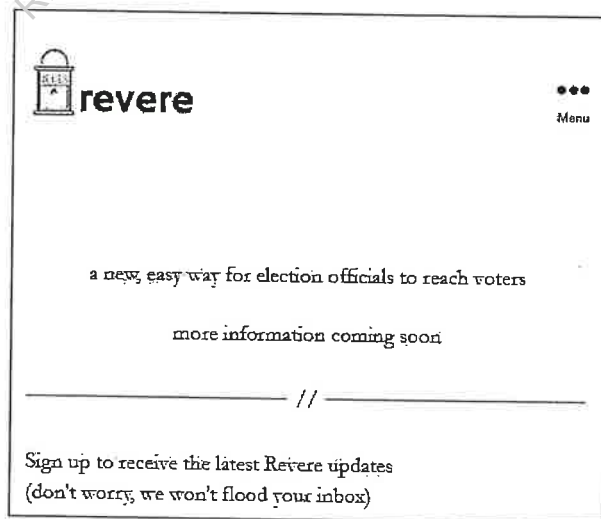 revere
Menu
a new, easy way for election officials to reach voters
more information coming soon
//
Sign up to receive the latest Revere updates
(don't worry, we won't flood your inbox)